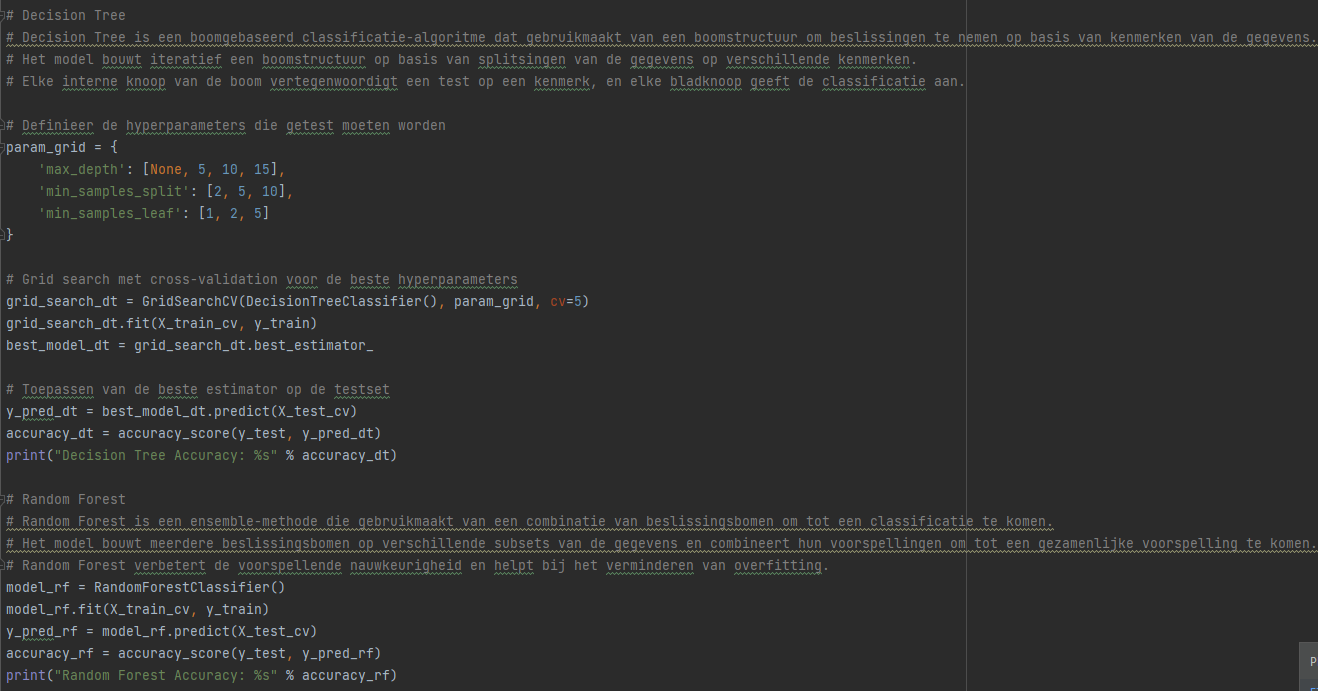 # Decision Tree
# Decision Tree is een boomgebaseerd classificatie-algoritme dat gebruikmaakt van een boomstructuur om beslissingen te nemen op basis van kenmerken van de gegevens.
# Het model bouwt iteratief een boomstructuur op basis van splitsingen van de gegevens op verschillende kenmerken.
# Elke interne knoop van de boom vertegenwoordigt een test op een kenmerk, en elke bladknoop geeft de classificatie aan.
# Definieer de hyperparameters die getest moeten worden
param_grid = {
    'max_depth': [None, 5, 10, 15],
    'min_samples_split': [2, 5, 10],
    'min_samples_leaf': [1, 2, 5]
}
# Grid search met cross-validation voor de beste hyperparameters
grid_search_dt = GridSearchCV(DecisionTreeClassifier(), param_grid, cv=5)
grid_search_dt.fit(X_train_cv, y_train)
best_model_dt = grid_search_dt.best_estimator_
# Toepassen van de beste estimator op de testset
y_pred_dt = best_model_dt.predict(X_test_cv)
accuracy_dt = accuracy_score(y_test, y_pred_dt)
print("Decision Tree Accuracy: %s" % accuracy_dt)
# Random Forest
# Random Forest is een ensemble-methode die gebruikmaakt van een combinatie van beslissingsbomen om tot een classificatie te komen.
# Het model bouwt meerdere beslissingsbomen op verschillende subsets van de gegevens en combineert hun voorspellingen om tot een gezamenlijke voorspelling te komen.
# Random Forest verbetert de voorspellende nauwkeurigheid en helpt bij het verminderen van overfitting.
model_rf = RandomForestClassifier()
model_rf.fit(X_train_cv, y_train)
y_pred_rf = model_rf.predict(X_test_cv)
accuracy_rf = accuracy_score(y_test, y_pred_rf)
print("Random Forest Accuracy: %s" % accuracy_rf)